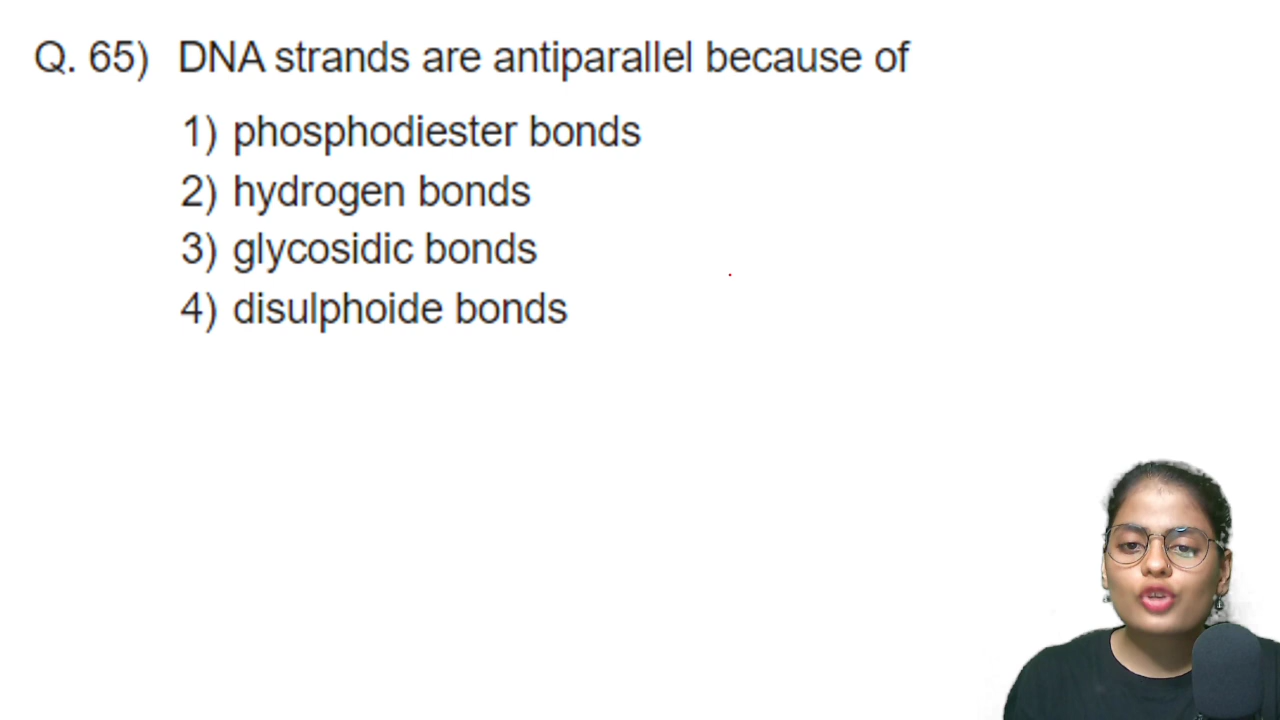 Q. 65) DNA strands are antiparallel because of
1) phosphodiester bonds
2) hydrogen bonds
3) glycosidic bonds
4) disulphoide bonds